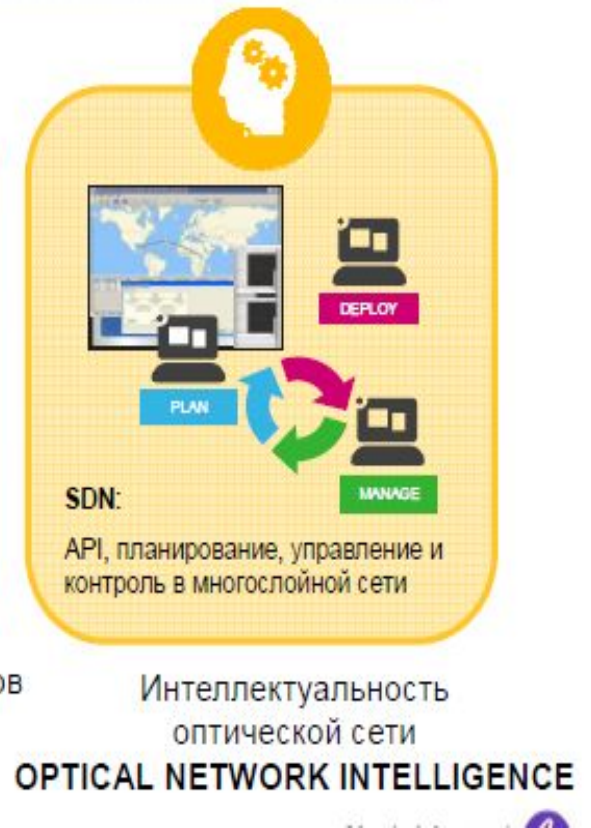 DEPLOY
PLAN
MANAGE
SDN:
API, планирование, управление и
контроль в многослойной сети
Интеллектуальность
оптической сети
OPTICAL NETWORK INTELLIGENCE